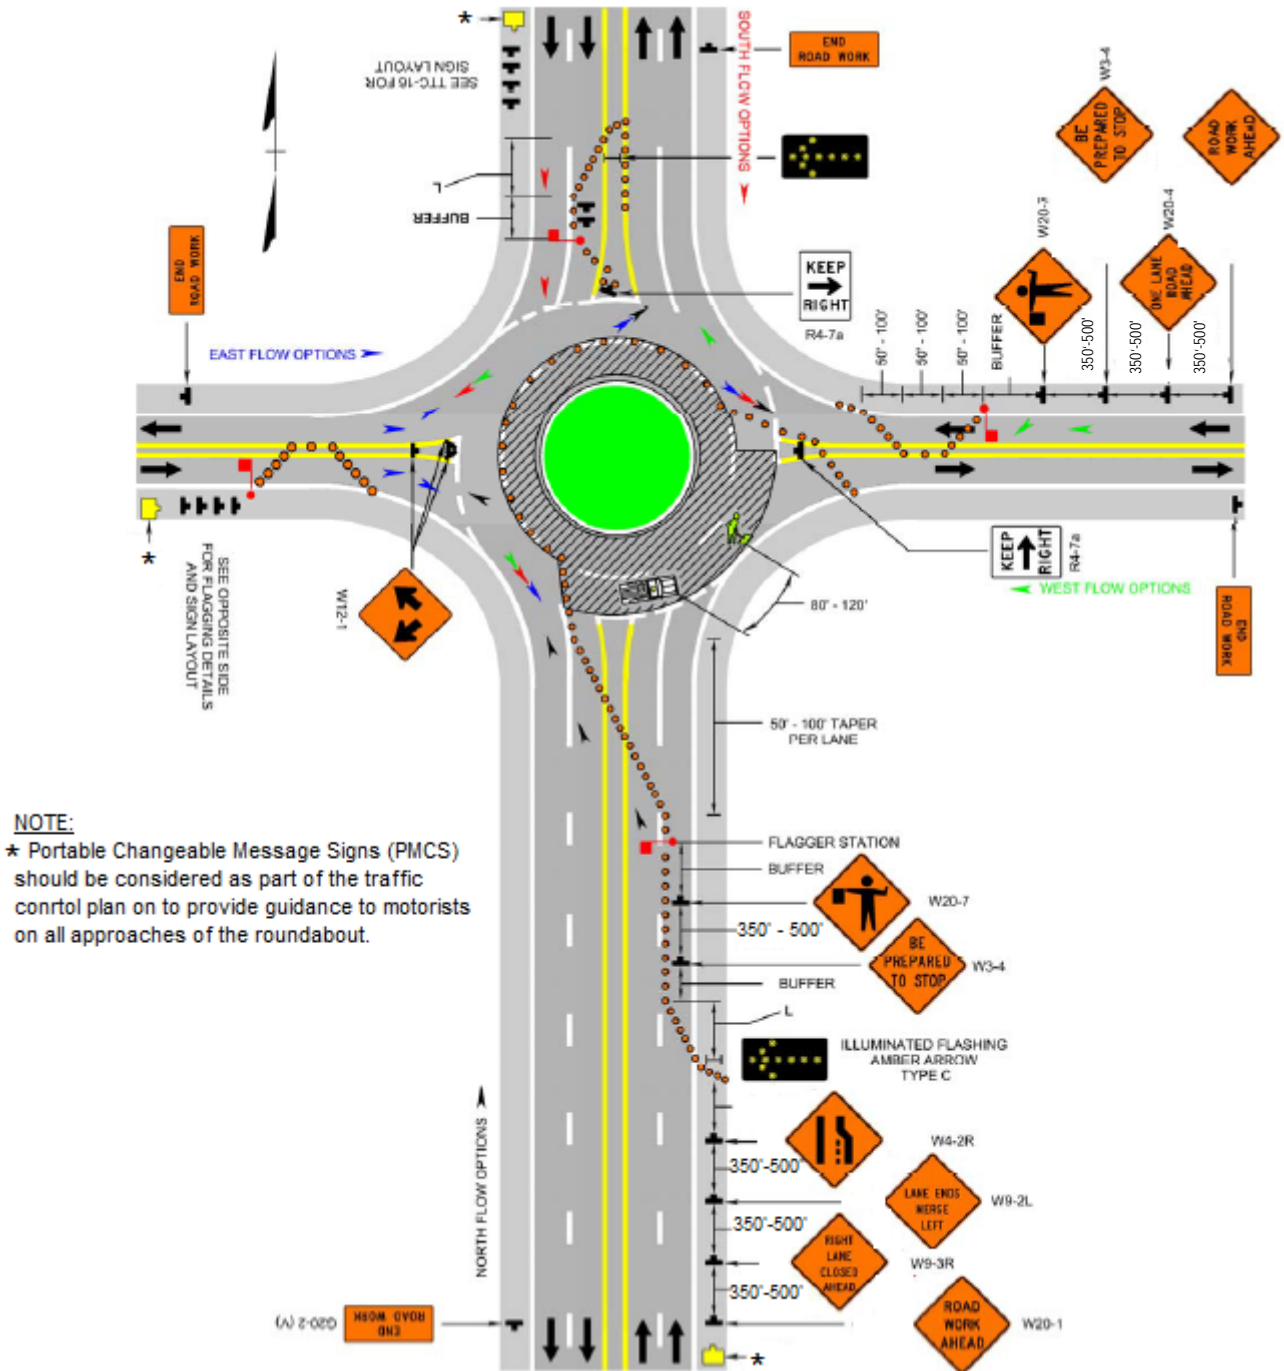 *
SEE TTC-16 FOR
SIGN LAYOUT
L
BUFFER
SOUTH FLOW OPTIONS
END
ROAD WORK
W3-4
BE
PREPARED
TO STOP
ROAD
WORK
AHEAD
W20-7
W20-4
ONE LANE
ROAD
AHEAD
KEEP
RIGHT
R4-7a
50' - 100'
50' - 100'
50' - 100'
BUFFER
350'-500'
350'-500'
350'-500'
END
ROAD WORK
EAST FLOW OPTIONS
*
SEE OPPOSITE SIDE
FOR FLAGGING DETAILS
AND SIGN LAYOUT
W12-1
KEEP
RIGHT
R4-7a
WEST FLOW OPTIONS
END
ROAD WORK
80' - 120'
50' - 100' TAPER
PER LANE
NOTE:
* Portable Changeable Message Signs (PMCS)
should be considered as part of the traffic
conrtol plan on to provide guidance to motorists
on all approaches of the roundabout.
FLAGGER STATION
BUFFER
W20-7
350' - 500'
BE
PREPARED
TO STOP
W3-4
BUFFER
L
ILLUMINATED FLASHING
AMBER ARROW
TYPE C
NORTH FLOW OPTIONS
W4-2R
350'-500'
LANE ENDS
MERGE
LEFT
W9-2L
350'-500'
RIGHT
LANE
CLOSED
AHEAD
W9-3R
350'-500'
ROAD
WORK
AHEAD
W20-1
G20-2 (V)
END
ROAD WORK
*